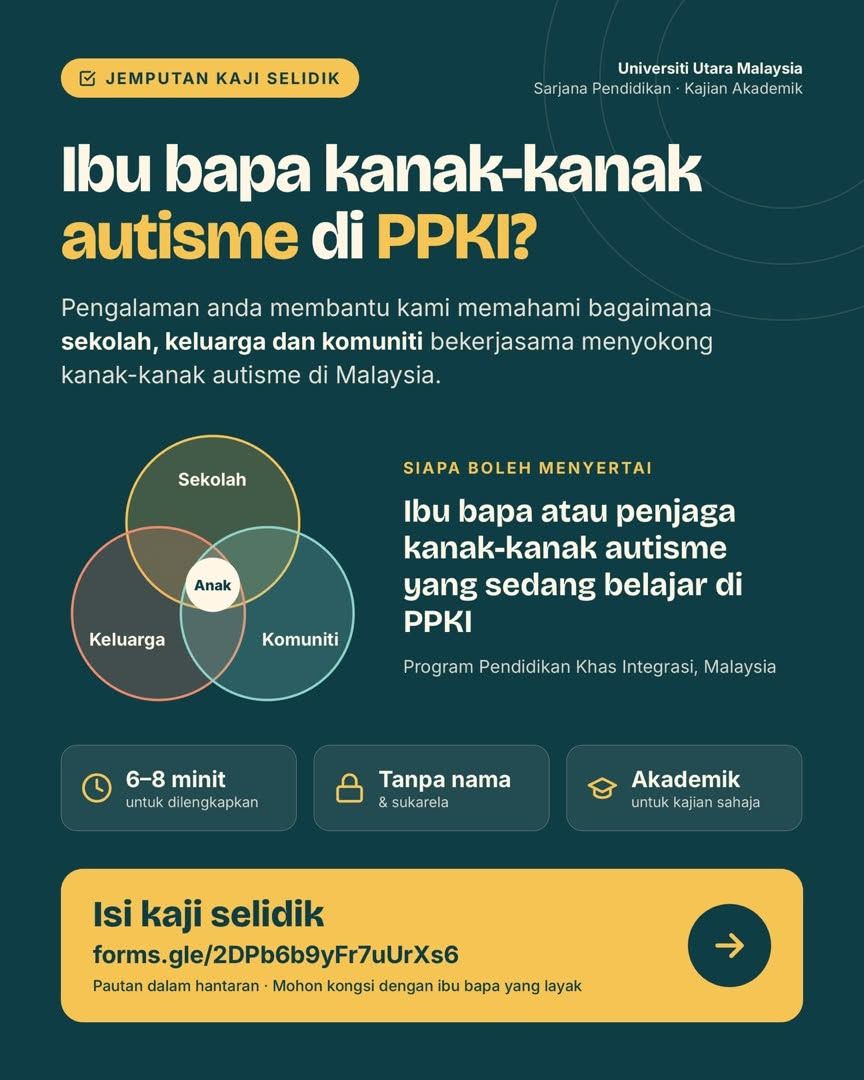 JEMPUTAN KAJI SELIDIK
Universiti Utara Malaysia
Sarjana Pendidikan · Kajian Akademik
Ibu bapa kanak-kanak
autisme di PPKI?
Pengalaman anda membantu kami memahami bagaimana
sekolah, keluarga dan komuniti bekerjasama menyokong
kanak-kanak autisme di Malaysia.
Sekolah
Anak
Keluarga
Komuniti
SIAPA BOLEH MENYERTAI
Ibu bapa atau penjaga
kanak-kanak autisme
yang sedang belajar di
PPKI
Program Pendidikan Khas Integrasi, Malaysia
6–8 minit
untuk dilengkapkan
Tanpa nama
& sukarela
Akademik
untuk kajian sahaja
Isi kaji selidik
forms.gle/2DPb6b9yFr7uUrXs6
Pautan dalam hantaran · Mohon kongsi dengan ibu bapa yang layak